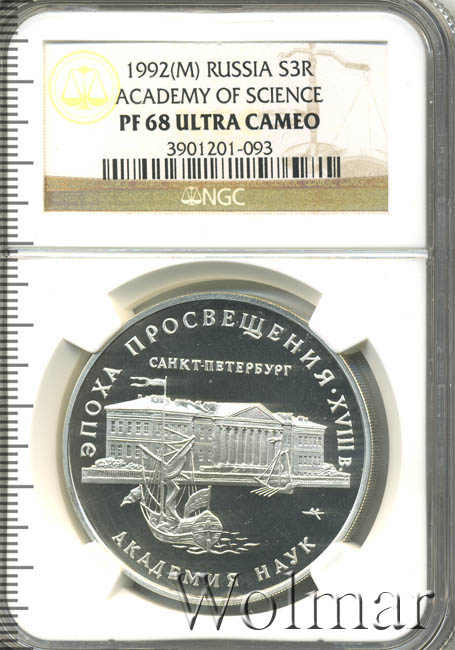 1992(M) RUSSIA S3R
ACADEMY OF SCIENCE
PF 68 ULTRA CAMEO
3901201-093
NGC
ЭПОХА ПРОСВЕЩЕНИЯ·XVIII В.
САНКТ-ПЕТЕРБУРГ
АКАДЕМИЯ НАУК
Wolmar